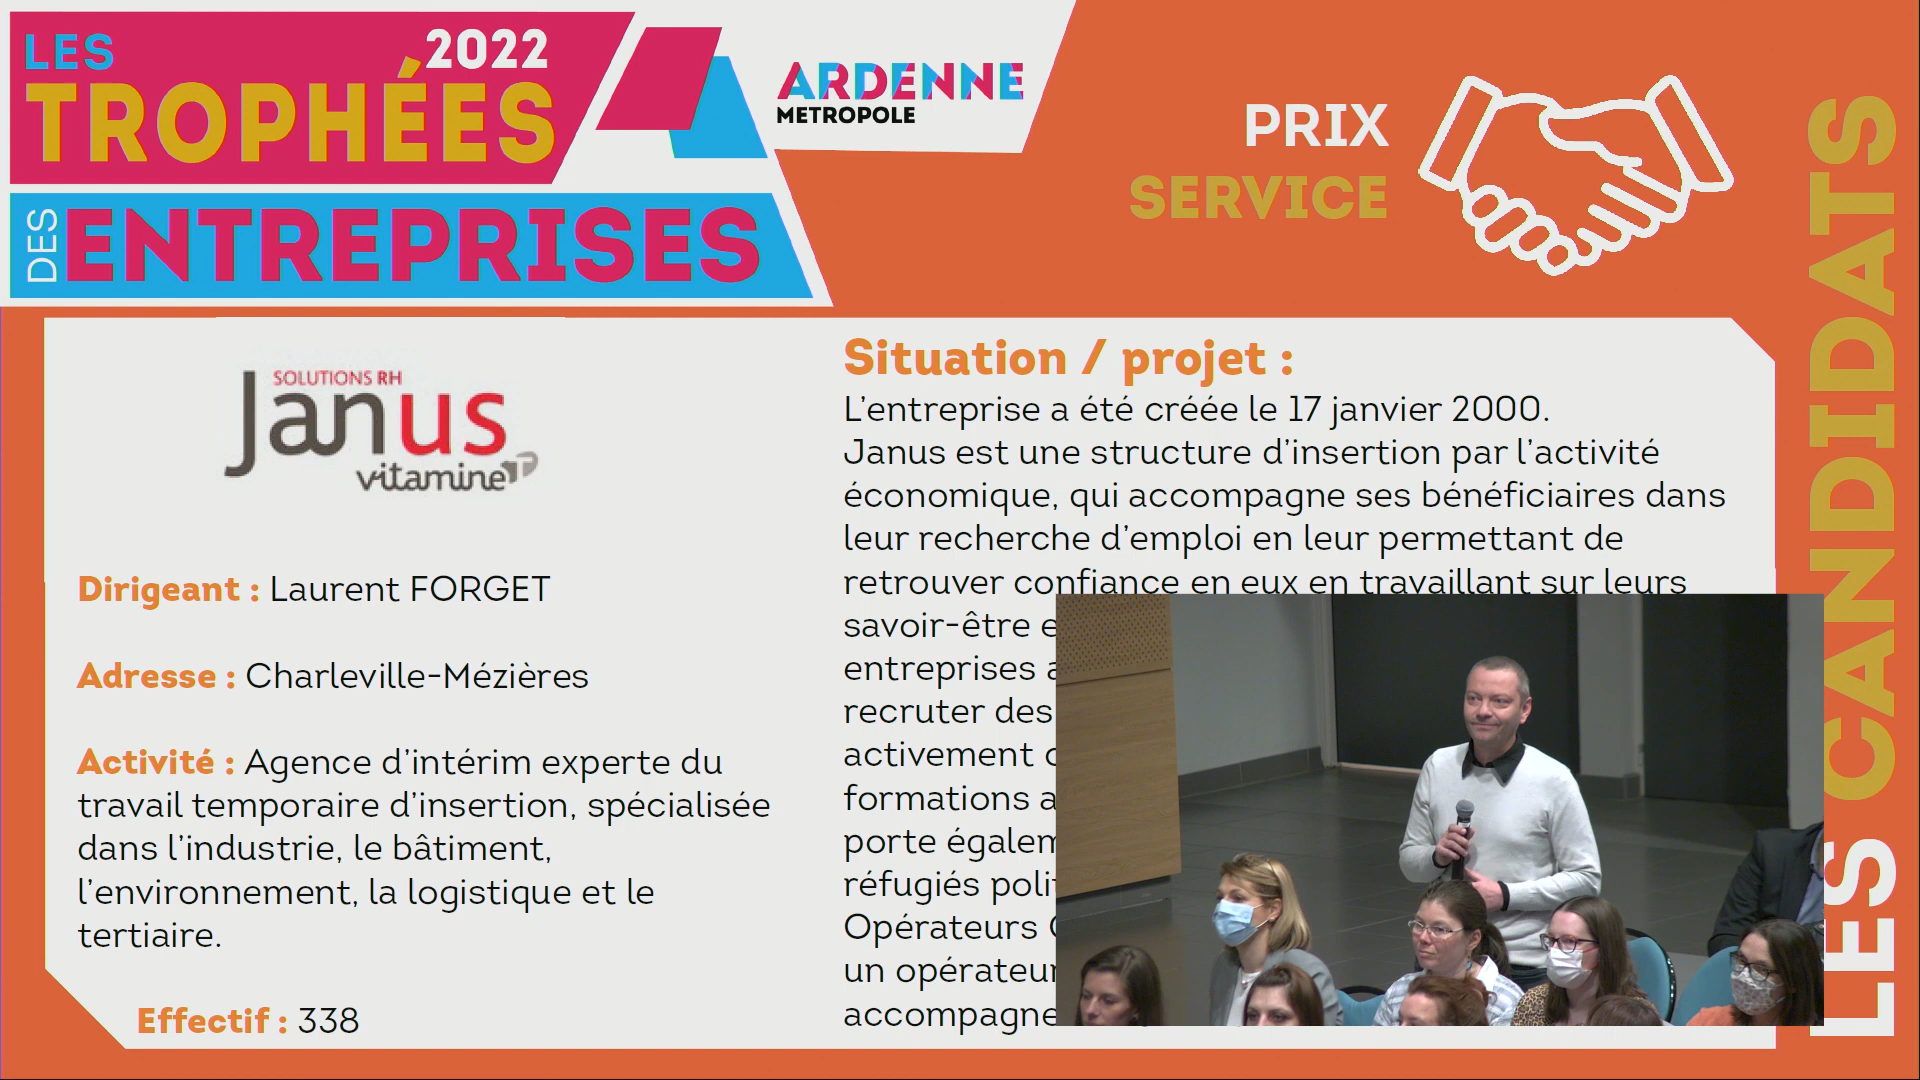 LES
2022
TROPHÉES
DES
ENTREPRISES
ARDENNE
METROPOLE
PRIX
SERVICE
LES CANDIDATS
SOLUTIONS RH
Janus
vitamine T
Dirigeant : Laurent FORGET
Adresse : Charleville-Mézières
Activité : Agence d'intérim experte du
travail temporaire d'insertion, spécialisée
dans l'industrie, le bâtiment,
l'environnement, la logistique et le
tertiaire.
Effectif : 338
Situation / projet :
L'entreprise a été créée le 17 janvier 2000.
Janus est une structure d'insertion par l'activité
économique, qui accompagne ses bénéficiaires dans
leur recherche d'emploi en leur permettant de
retrouver confiance en eux en travaillant sur leurs
savoir-être
entreprises
recruter des
activement
formations
porte
réfugiés
Opérateurs
un